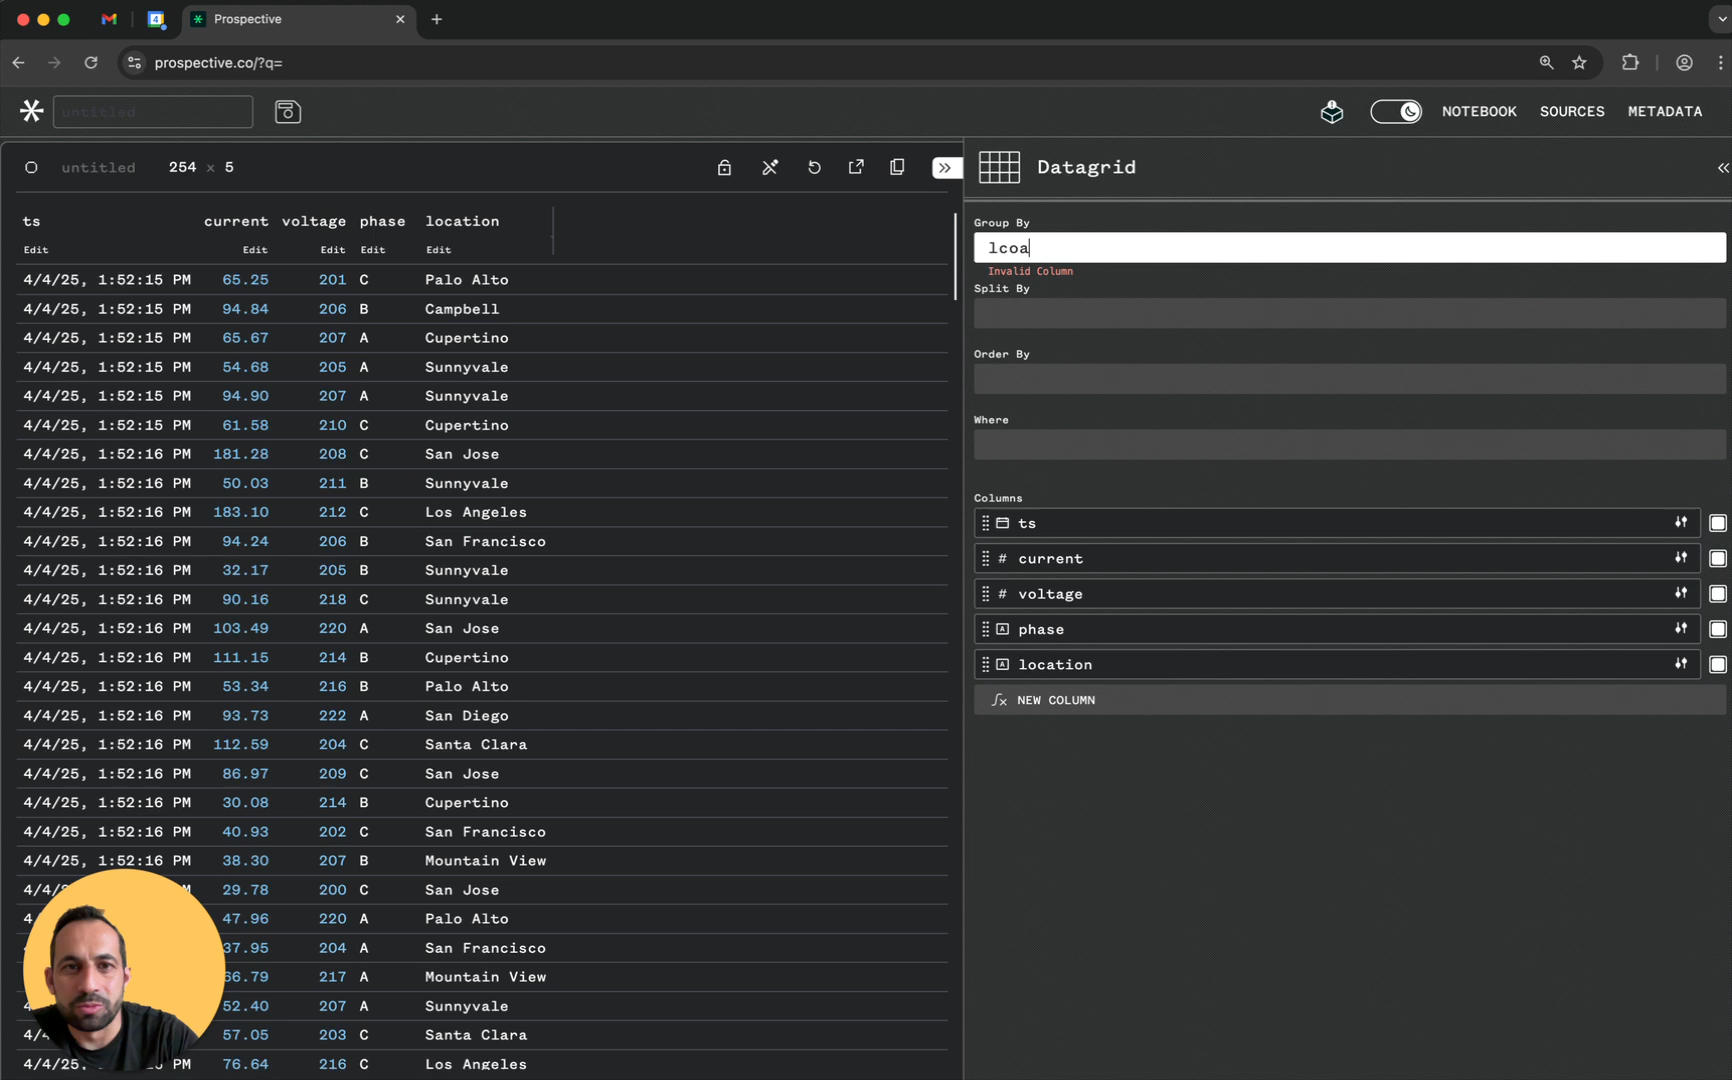 4
Prospective
prospective.co/?q=
untitled
NOTEBOOK SOURCES METADATA
untitled 254 × 5
Datagrid
ts current voltage phase location
Edit Edit Edit Edit Edit
4/4/25, 1:52:15 PM 65.25 201 C Palo Alto
4/4/25, 1:52:15 PM 94.84 206 B Campbell
4/4/25, 1:52:15 PM 65.67 207 A Cupertino
4/4/25, 1:52:15 PM 54.68 205 A Sunnyvale
4/4/25, 1:52:15 PM 94.90 207 A Sunnyvale
4/4/25, 1:52:15 PM 61.58 210 C Cupertino
4/4/25, 1:52:16 PM 181.28 208 C San Jose
4/4/25, 1:52:16 PM 50.03 211 B Sunnyvale
4/4/25, 1:52:16 PM 183.10 212 C Los Angeles
4/4/25, 1:52:16 PM 94.24 206 B San Francisco
4/4/25, 1:52:16 PM 32.17 205 B Sunnyvale
4/4/25, 1:52:16 PM 90.16 218 C Sunnyvale
4/4/25, 1:52:16 PM 103.49 220 A San Jose
4/4/25, 1:52:16 PM 111.15 214 B Cupertino
4/4/25, 1:52:16 PM 53.34 216 B Palo Alto
4/4/25, 1:52:16 PM 93.73 222 A San Diego
4/4/25, 1:52:16 PM 112.59 204 C Santa Clara
4/4/25, 1:52:16 PM 86.97 209 C San Jose
4/4/25, 1:52:16 PM 30.08 214 B Cupertino
4/4/25, 1:52:16 PM 40.93 202 C San Francisco
4/4/25, 1:52:16 PM 38.30 207 B Mountain View
29.78 200 C San Jose
47.96 220 A Palo Alto
37.95 204 A San Francisco
66.79 217 A Mountain View
52.40 207 A Sunnyvale
57.05 203 C Santa Clara
76.64 216 C Los Angeles
Group By
lcoa
Invalid Column
Split By
Order By
Where
Columns
ts
# current
# voltage
A phase
A location
NEW COLUMN